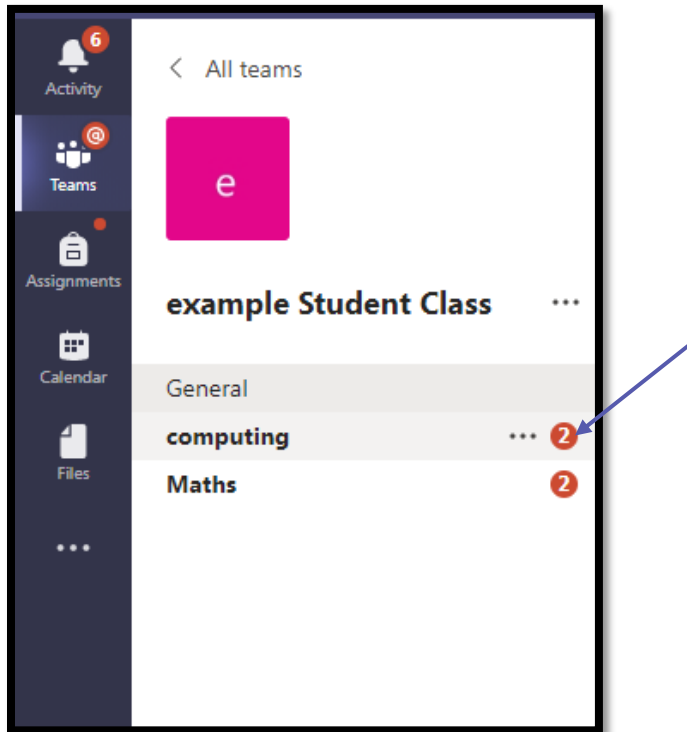 6
Activity
@
Teams
Assignments
Calendar
Files
...
All teams
e
example Student Class ...
General
computing ... 2
Maths 2